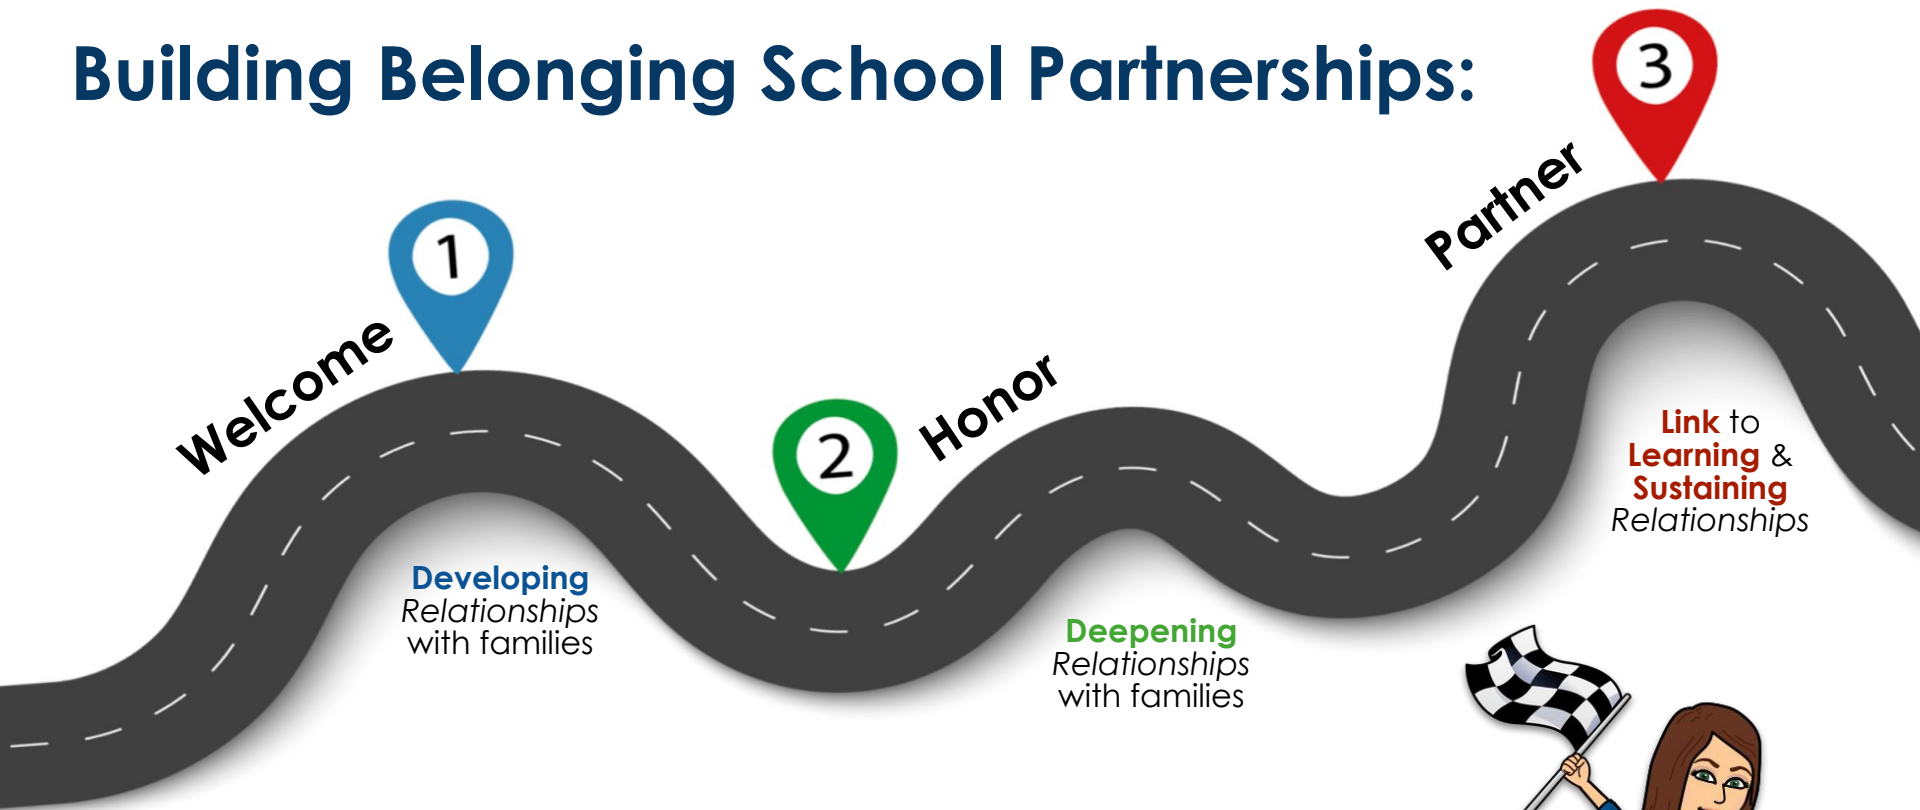 Building Belonging School Partnerships:
1
Welcome
Developing
Relationships
with families
2
Honor
Deepening
Relationships
with families
3
Partner
Link to
Learning &
Sustaining
Relationships